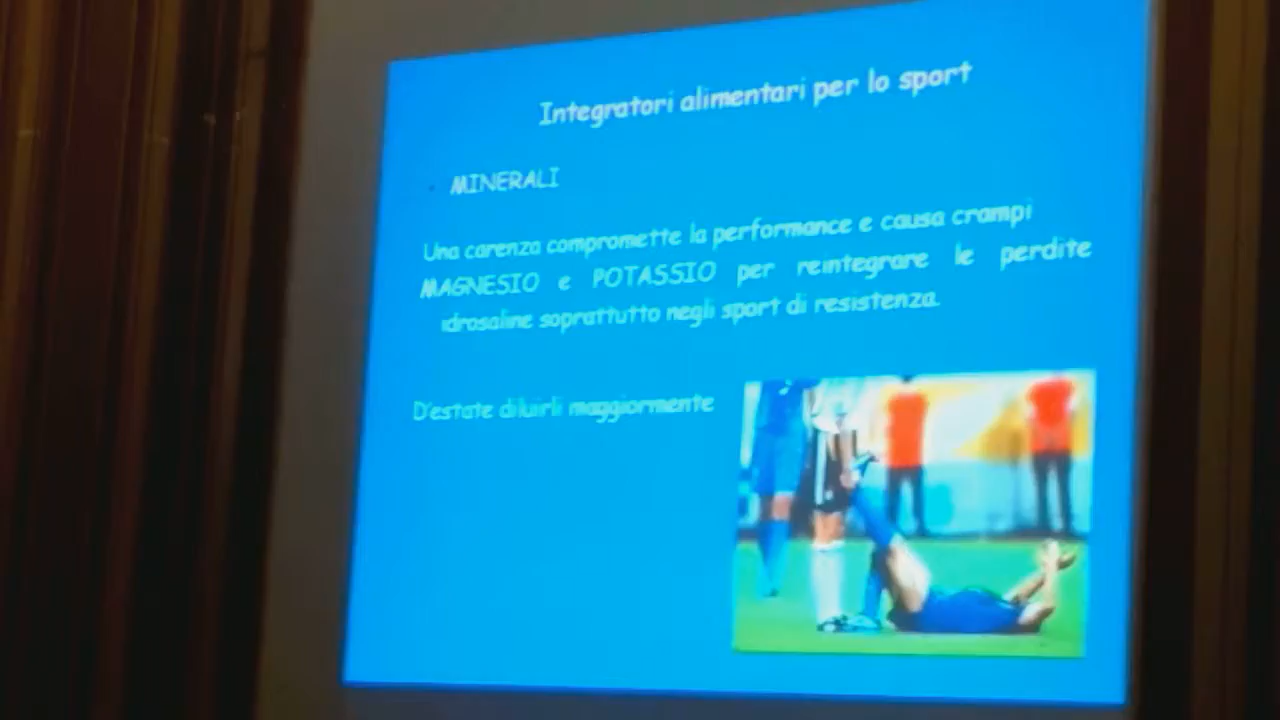 Integratori alimentari per lo sport
• MINERALI
Una carenza compromette la performance e causa crampi
MAGNESIO e POTASSIO per reintegrare le perdite
idrosaline soprattutto negli sport di resistenza.
D'estate diluirli maggiormente